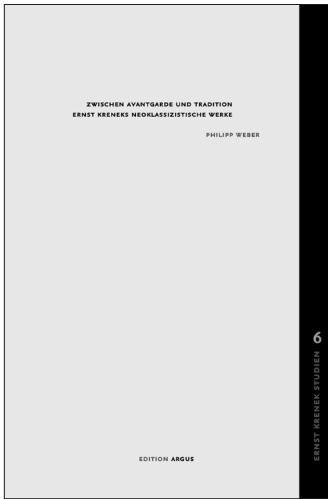 ZWISCHEN AVANTGARDE UND TRADITION
ERNST KRENEKS NEOKLASSIZISTISCHE WERKE
PHILIPP WEBER
6
ERNST KRENEK STUDIEN
EDITION ARGUS